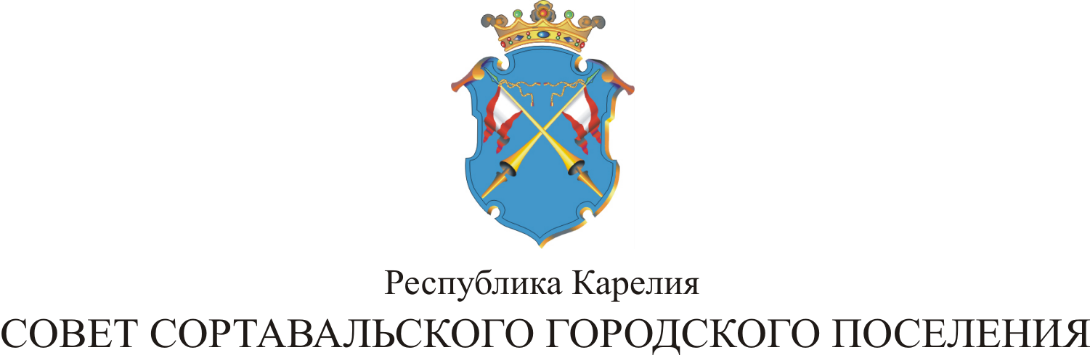 Республика Карелия
СОВЕТ СОРТАВАЛЬСКОГО ГОРОДСКОГО ПОСЕЛЕНИЯ